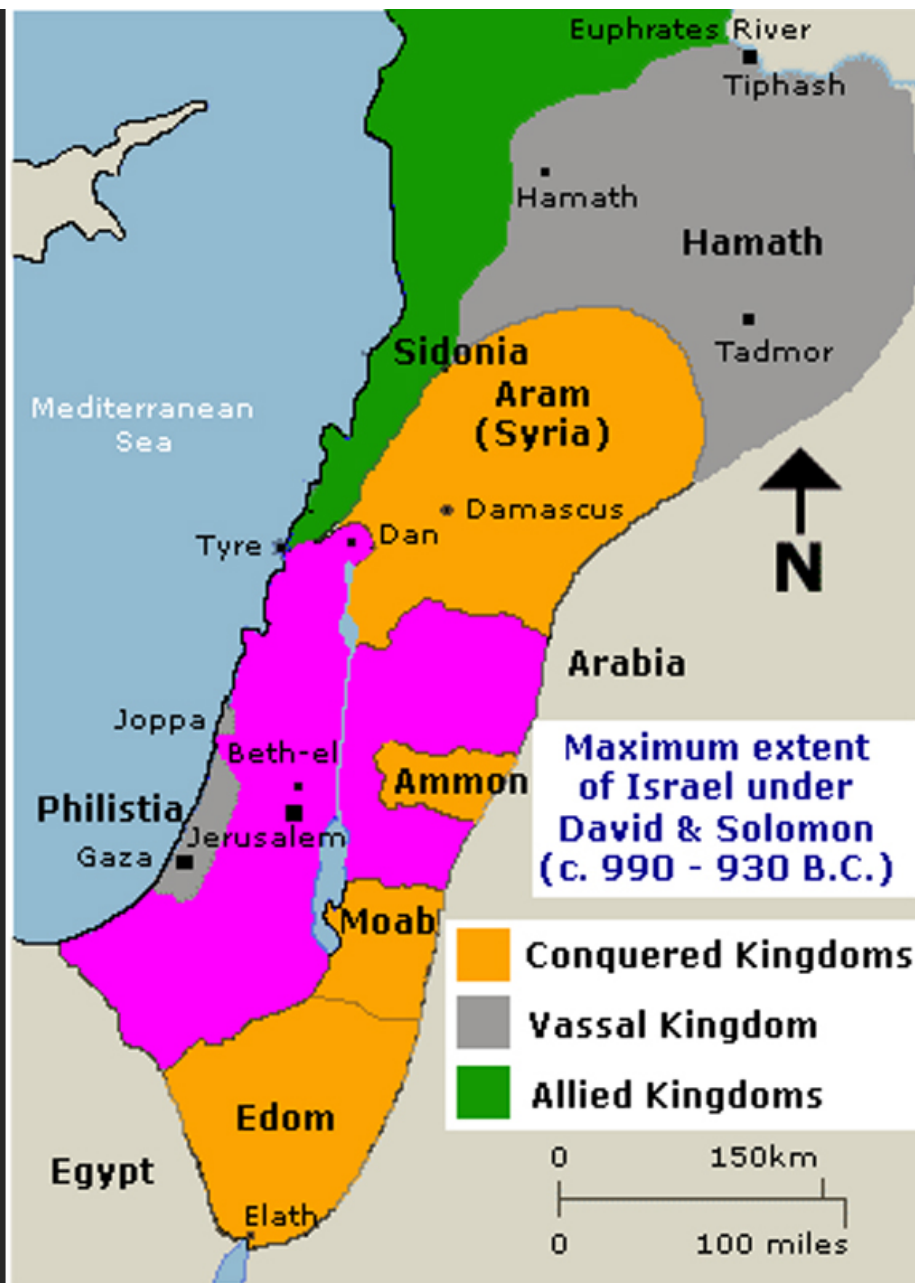 Euphrates River
Tiphash
Hamath
Hamath
Tadmor
Sidonia
Aram
(Syria)
Mediterranean
Sea
Damascus
Tyre
Dan
Arabia
Joppa
Beth-el
Ammon
Philistia
Jerusalem
Gaza
Moab
N
Maximum extent
of Israel under
David & Solomon
(c. 990 - 930 B.C.)
Conquered Kingdoms
Vassal Kingdom
Allied Kingdoms
Edom
Egypt
Elath
0 150km
0 100 miles